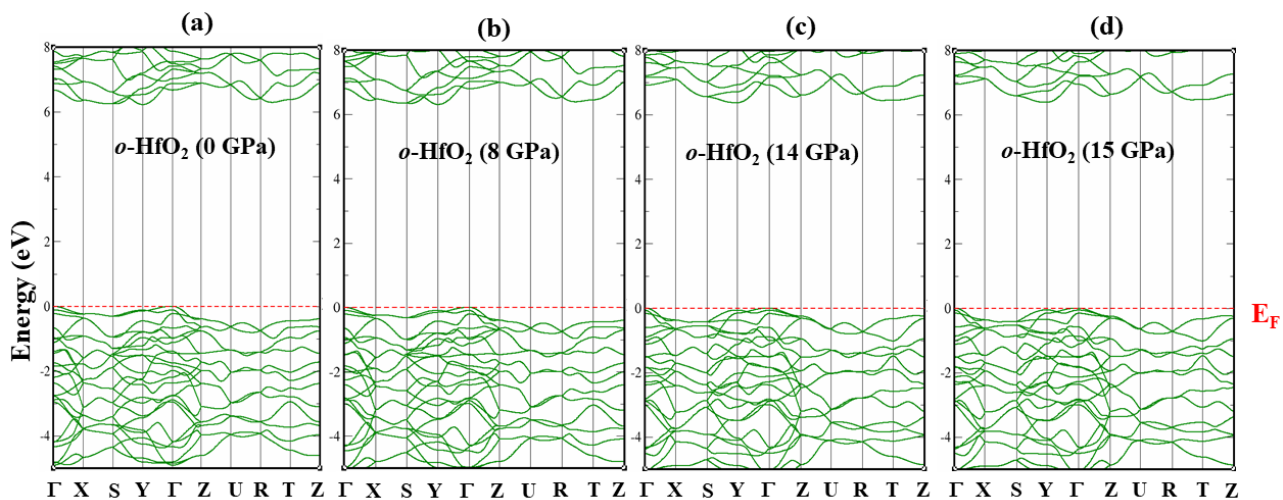 (a)
(b)
(c)
(d)
Energy (eV)
8
6
4
2
0
-2
-4
o-HfO₂ (0 GPa)
Γ X S Y Γ Z U R T Z
8
6
4
2
0
-2
-4
o-HfO₂ (8 GPa)
Γ X S Y Γ Z U R T Z
8
6
4
2
0
-2
-4
o-HfO₂ (14 GPa)
Γ X S Y Γ Z U R T Z
8
6
4
2
0
-2
-4
o-HfO₂ (15 GPa)
Γ X S Y Γ Z U R T Z
E_F